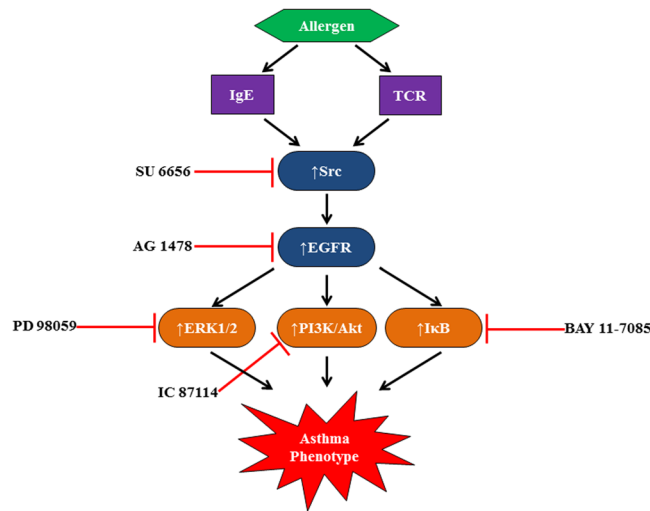 Allergen
IgE
TCR
SU 6656
↑Src
AG 1478
↑EGFR
PD 98059
↑ERK1/2
↑PI3K/Akt
↑IκB
BAY 11-7085
IC 87114
Asthma
Phenotype